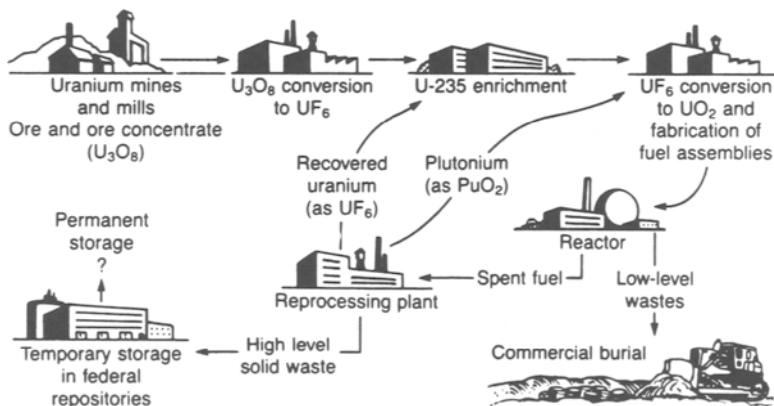 Uranium mines
and mills
Ore and ore concentrate
(U₃O₈)
U₃O₈ conversion
to UF₆
U-235 enrichment
UF₆ conversion
to UO₂ and
fabrication of
fuel assemblies
Recovered
uranium
(as UF₆)
Plutonium
(as PuO₂)
Reactor
Permanent
storage
?
Spent fuel
Low-level
wastes
Reprocessing plant
High level
solid waste
Temporary storage
in federal
repositories
Commercial burial